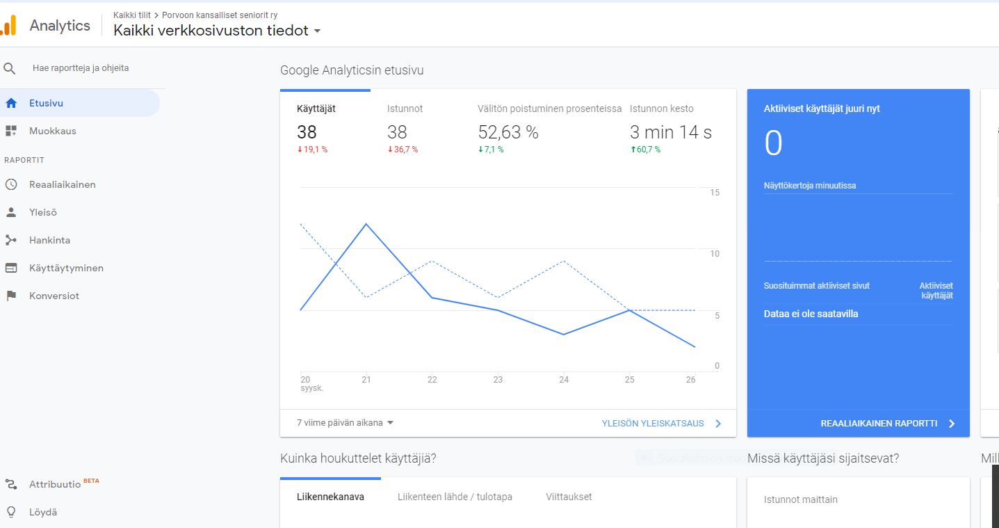 Analytics
Kaikki tilit > Porvoon kansalliset seniorit ry
Kaikki verkkosivuston tiedot
Hae raportteja ja ohjeita
Etusivu
Muokkaus
RAPORTIT
Reaaliaikainen
Yleisö
Hankinta
Käyttäytyminen
Konversiot
Attribuutio BETA
Löydä
Google Analyticsin etusivu
Käyttäjät
38
19,1 %
Istunnot
38
36,7 %
Välitön poistuminen prosenteissa
52,63 %
7,1 %
Istunnon kesto
3 min 14 s
60,7 %
15
10
5
0
20 21 22 23 24 25 26
syysk.
7 viime päivän aikana
YLEISÖN YLEISKATSAUS
Aktiiviset käyttäjät juuri nyt
0
Näyttökertoja minuutissa
Suosituimmat aktiiviset sivut
Aktiiviset
käyttäjät
Dataa ei ole saatavilla
REAALIAIKAINEN RAPORTTI
Kuinka houkuttelet käyttäjiä?
Liikennekanava
Liikenteen lähde / tulotapa
Viittaukset
Missä käyttäjäsi sijaitsevat?
Istunnot maittain